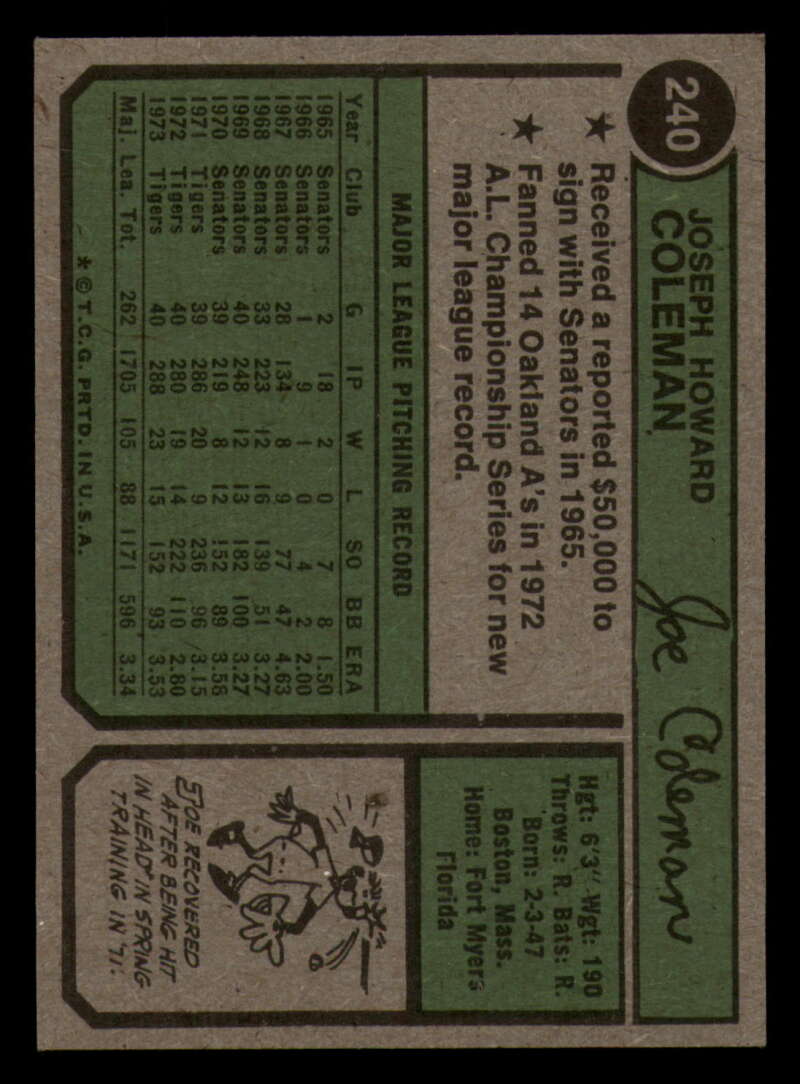 240
JOSEPH HOWARD
COLEMAN
Joe Coleman
★ Received a reported $50,000 to
sign with Senators in 1965.
★ Fanned 14 Oakland A's in 1972
A.L. Championship Series for new
major league record.
Hgt: 6'3" Wgt: 190
Throws: R. Bats: R.
Born: 2-3-47
Boston, Mass.
Home: Fort Myers
Florida
MAJOR LEAGUE PITCHING RECORD
Year Club G IP W L SO BB ERA
1965 Senators 2 18 2 0 7 8 1.50
1966 Senators 1 9 1 0 4 2 2.00
1967 Senators 28 134 8 9 77 47 4.63
1968 Senators 33 223 12 16 139 51 3.27
1969 Senators 40 248 12 13 182 100 3.27
1970 Senators 39 219 8 12 152 89 3.58
1971 Tigers 39 286 20 9 236 96 3.15
1972 Tigers 40 280 19 14 222 110 2.80
1973 Tigers 40 288 23 15 152 93 3.53
Maj. Lea. Tot. 262 1705 105 88 1171 596 3.34
* © T.C.G. PRTD. IN U.S.A.
JOE RECOVERED
AFTER BEING HIT
IN HEAD IN SPRING
TRAINING IN '71.